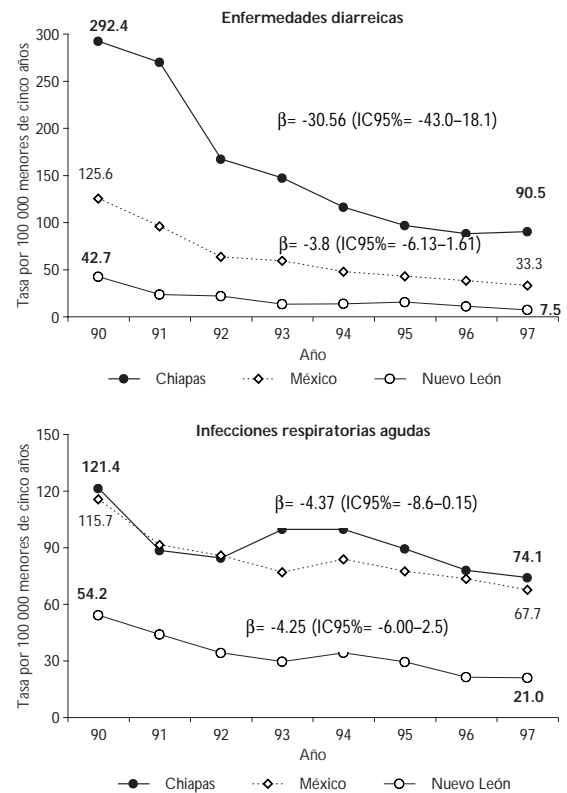 Enfermedades diarreicas
Tasa por 100 000 menores de cinco años
300
250
200
150
100
50
0
292.4
125.6
42.7
β= -30.56 (IC95%= -43.0–18.1)
β= -3.8 (IC95%= -6.13–1.61)
90.5
33.3
7.5
90 91 92 93 94 95 96 97
Año
Chiapas México Nuevo León
Infecciones respiratorias agudas
Tasa por 100 000 menores de cinco años
150
120
90
60
30
0
121.4
115.7
54.2
β= -4.37 (IC95%= -8.6–0.15)
β= -4.25 (IC95%= -6.00–2.5)
74.1
67.7
21.0
90 91 92 93 94 95 96 97
Año
Chiapas México Nuevo León